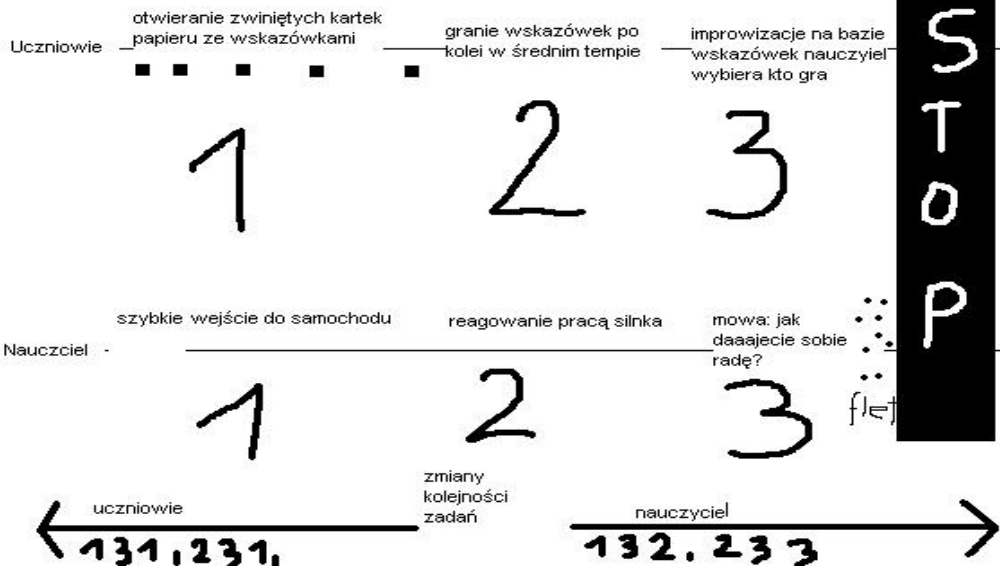 otwieranie zwiniętych kartek
papieru ze wskazówkami
Uczniowie
granie wskazówek po
kolei w średnim tempie
improwizacje na bazie
wskazówek nauczyiel
wybiera kto gra
1
2
3
STOP
szybkie wejście do samochodu
reagowanie pracą silnka
mowa: jak
daaajecie sobie
radę?
Nauczciel
1
2
3
flet
zmiany
kolejności
zadań
uczniowie
131,231,
nauczyciel
132. 233